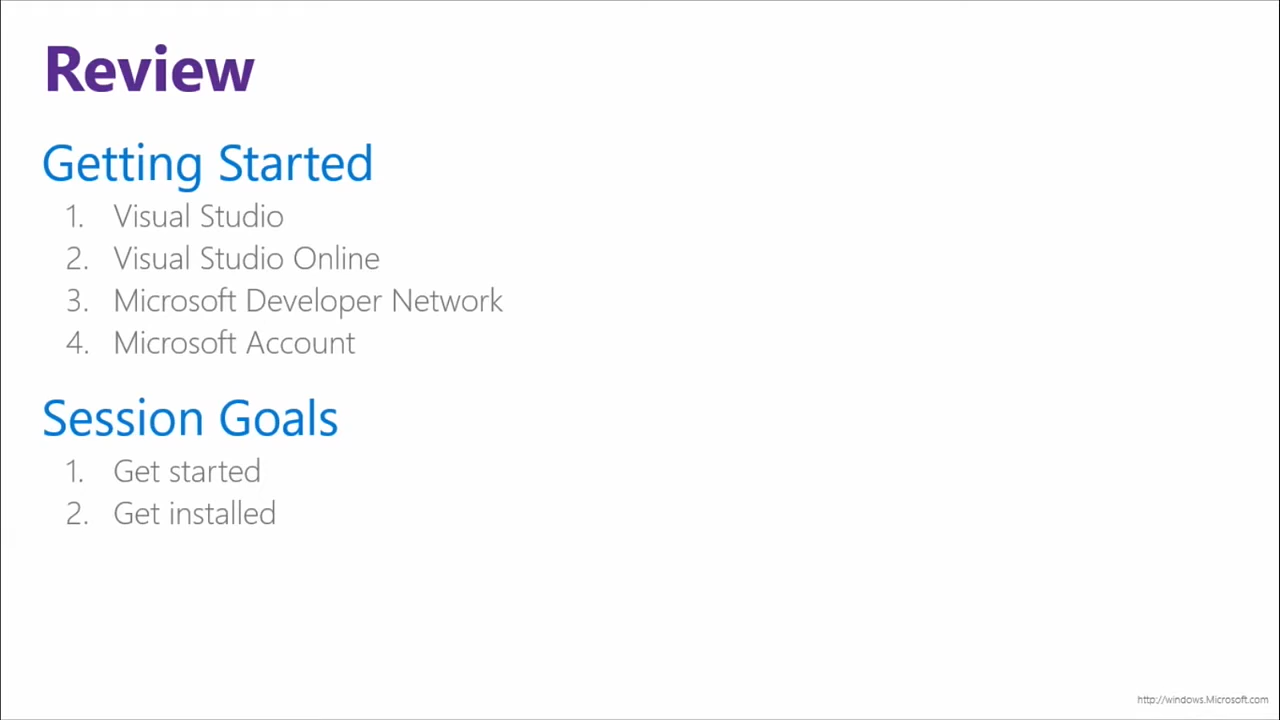 Review
Getting Started
1. Visual Studio
2. Visual Studio Online
3. Microsoft Developer Network
4. Microsoft Account
Session Goals
1. Get started
2. Get installed
http://windows.Microsoft.com